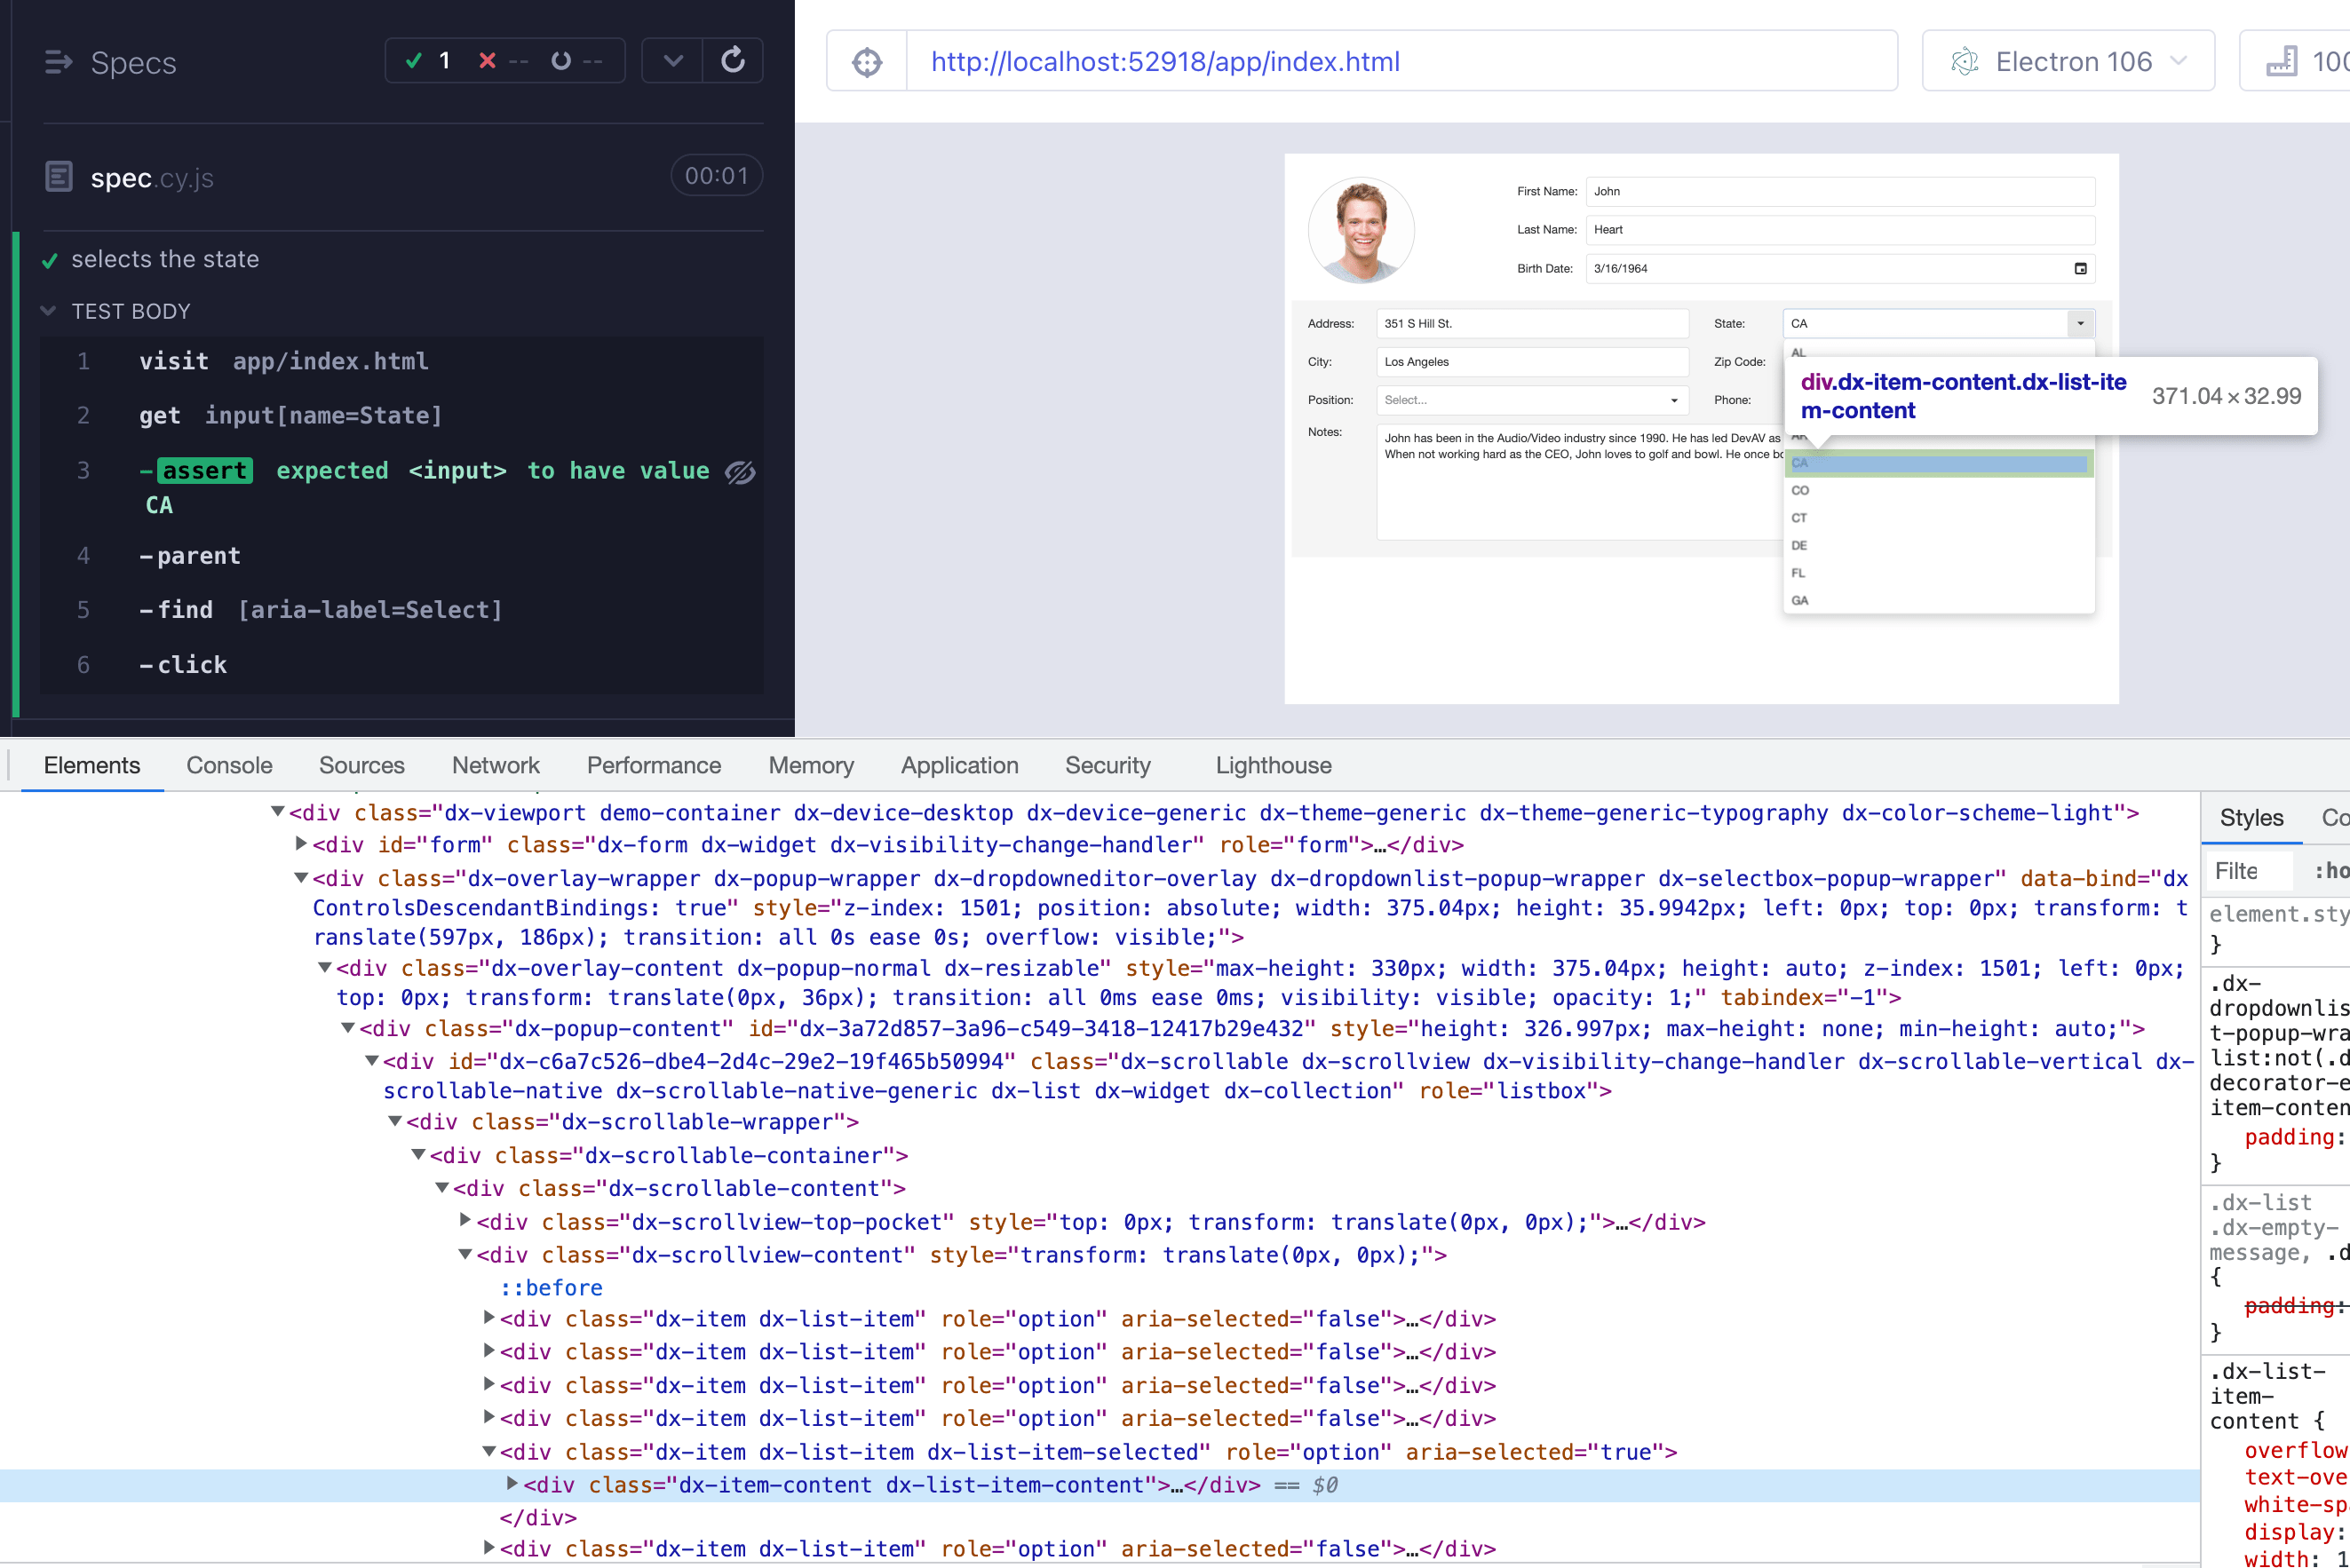 Specs
1 -- --
http://localhost:52918/app/index.html
Electron 106
spec.cy.js
00:01
selects the state
TEST BODY
1 visit app/index.html
2 get input[name=State]
3 -assert expected <input> to have value
CA
4 -parent
5 -find [aria-label=Select]
6 -click
First Name: John
Last Name: Heart
Birth Date: 3/16/1964
Address: 351 S Hill St.
State: CA
City: Los Angeles
Zip Code:
Position: Select...
Phone:
Notes: John has been in the Audio/Video industry since 1990. He has led DevAV as
When not working hard as the CEO, John loves to golf and bowl. He once bo
AL
div.dx-item-content.dx-list-ite
m-content
371.04 × 32.99
AR
CA
CO
CT
DE
FL
GA
Elements Console Sources Network Performance Memory Application Security Lighthouse
<div class="dx-viewport demo-container dx-device-desktop dx-device-generic dx-theme-generic dx-theme-generic-typography dx-color-scheme-light">
<div id="form" class="dx-form dx-widget dx-visibility-change-handler" role="form">…</div>
<div class="dx-overlay-wrapper dx-popup-wrapper dx-dropdowneditor-overlay dx-dropdownlist-popup-wrapper dx-selectbox-popup-wrapper" data-bind="dx
ControlsDescendantBindings: true" style="z-index: 1501; position: absolute; width: 375.04px; height: 35.9942px; left: 0px; top: 0px; transform: t
ranslate(597px, 186px); transition: all 0s ease 0s; overflow: visible;">
<div class="dx-overlay-content dx-popup-normal dx-resizable" style="max-height: 330px; width: 375.04px; height: auto; z-index: 1501; left: 0px;
top: 0px; transform: translate(0px, 36px); transition: all 0ms ease 0ms; visibility: visible; opacity: 1;" tabindex="-1">
<div class="dx-popup-content" id="dx-3a72d857-3a96-c549-3418-12417b29e432" style="height: 326.997px; max-height: none; min-height: auto;">
<div id="dx-c6a7c526-dbe4-2d4c-29e2-19f465b50994" class="dx-scrollable dx-scrollview dx-visibility-change-handler dx-scrollable-vertical dx-
scrollable-native dx-scrollable-native-generic dx-list dx-widget dx-collection" role="listbox">
<div class="dx-scrollable-wrapper">
<div class="dx-scrollable-container">
<div class="dx-scrollable-content">
<div class="dx-scrollview-top-pocket" style="top: 0px; transform: translate(0px, 0px);">…</div>
<div class="dx-scrollview-content" style="transform: translate(0px, 0px);">
::before
<div class="dx-item dx-list-item" role="option" aria-selected="false">…</div>
<div class="dx-item dx-list-item" role="option" aria-selected="false">…</div>
<div class="dx-item dx-list-item" role="option" aria-selected="false">…</div>
<div class="dx-item dx-list-item" role="option" aria-selected="false">…</div>
<div class="dx-item dx-list-item dx-list-item-selected" role="option" aria-selected="true">
<div class="dx-item-content dx-list-item-content">…</div> == $0
</div>
<div class="dx-item dx-list-item" role="option" aria-selected="false">…</div>
Styles Co
Filte :ho
element.sty
}
.dx-
dropdownlis
t-popup-wra
list:not(.d
decorator-e
item-conten
padding:
}
.dx-list
.dx-empty-
message, .d
{
padding:
}
.dx-list-
item-
content {
overflow
text-ove
white-sp
display:
width: 1